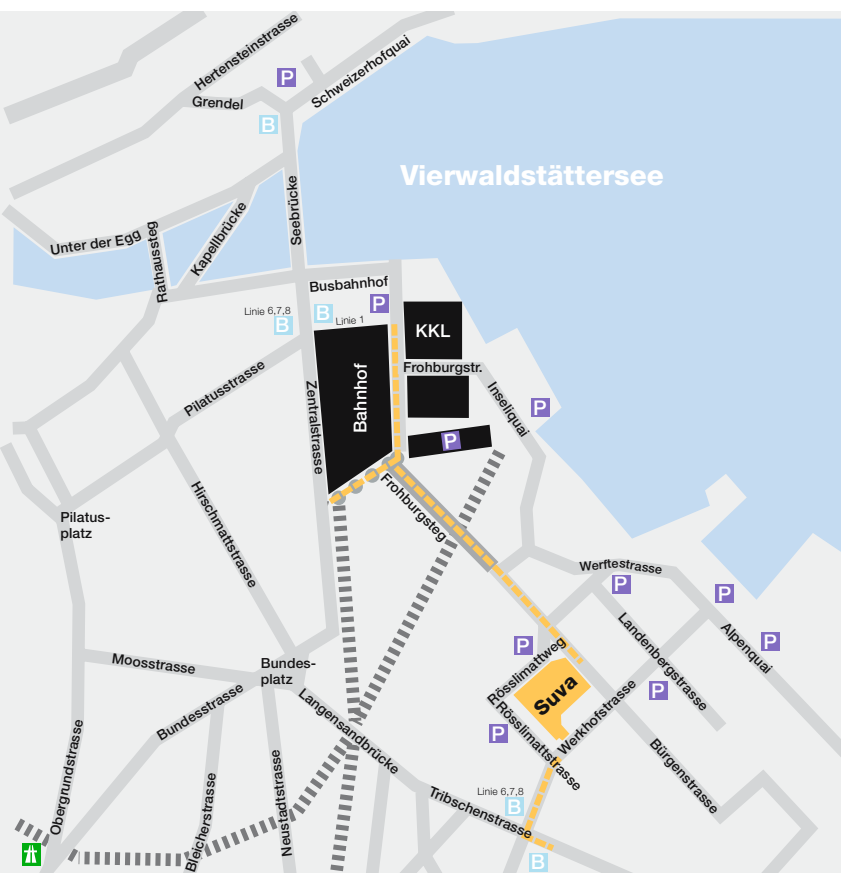 Hertensteinstrasse
Schweizerhofquai
P
Grendel
B
Vierwaldstättersee
Seebrücke
Kapellbrücke
Rathaussteg
Unter der Egg
Busbahnhof
P
Linie 6,7,8
B
B
Linie 1
KKL
Bahnhof
Frohburgstr.
Pilatusstrasse
Zentralstrasse
Inseliquai
P
P
Frohburgsteg
Hirschmattstrasse
Pilatus-
platz
Werftestrasse
P
P
Landenbergstrasse
Alpenquai
P
P
Rösslimattweg
Suva
P
Moosstrasse
Bundes-
platz
Bundesstrasse
Langensandbrücke
Rösslimattstrasse
P
Werkhofstrasse
Bürgenstrasse
Obergrundstrasse
Bleicherstrasse
Neustadtstrasse
Linie 6,7,8
B
Tribschenstrasse
B